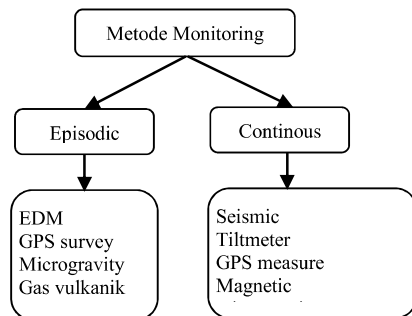 Metode Monitoring
Episodic
Continous
EDM
GPS survey
Microgravity
Gas vulkanik
Seismic
Tiltmeter
GPS measure
Magnetic